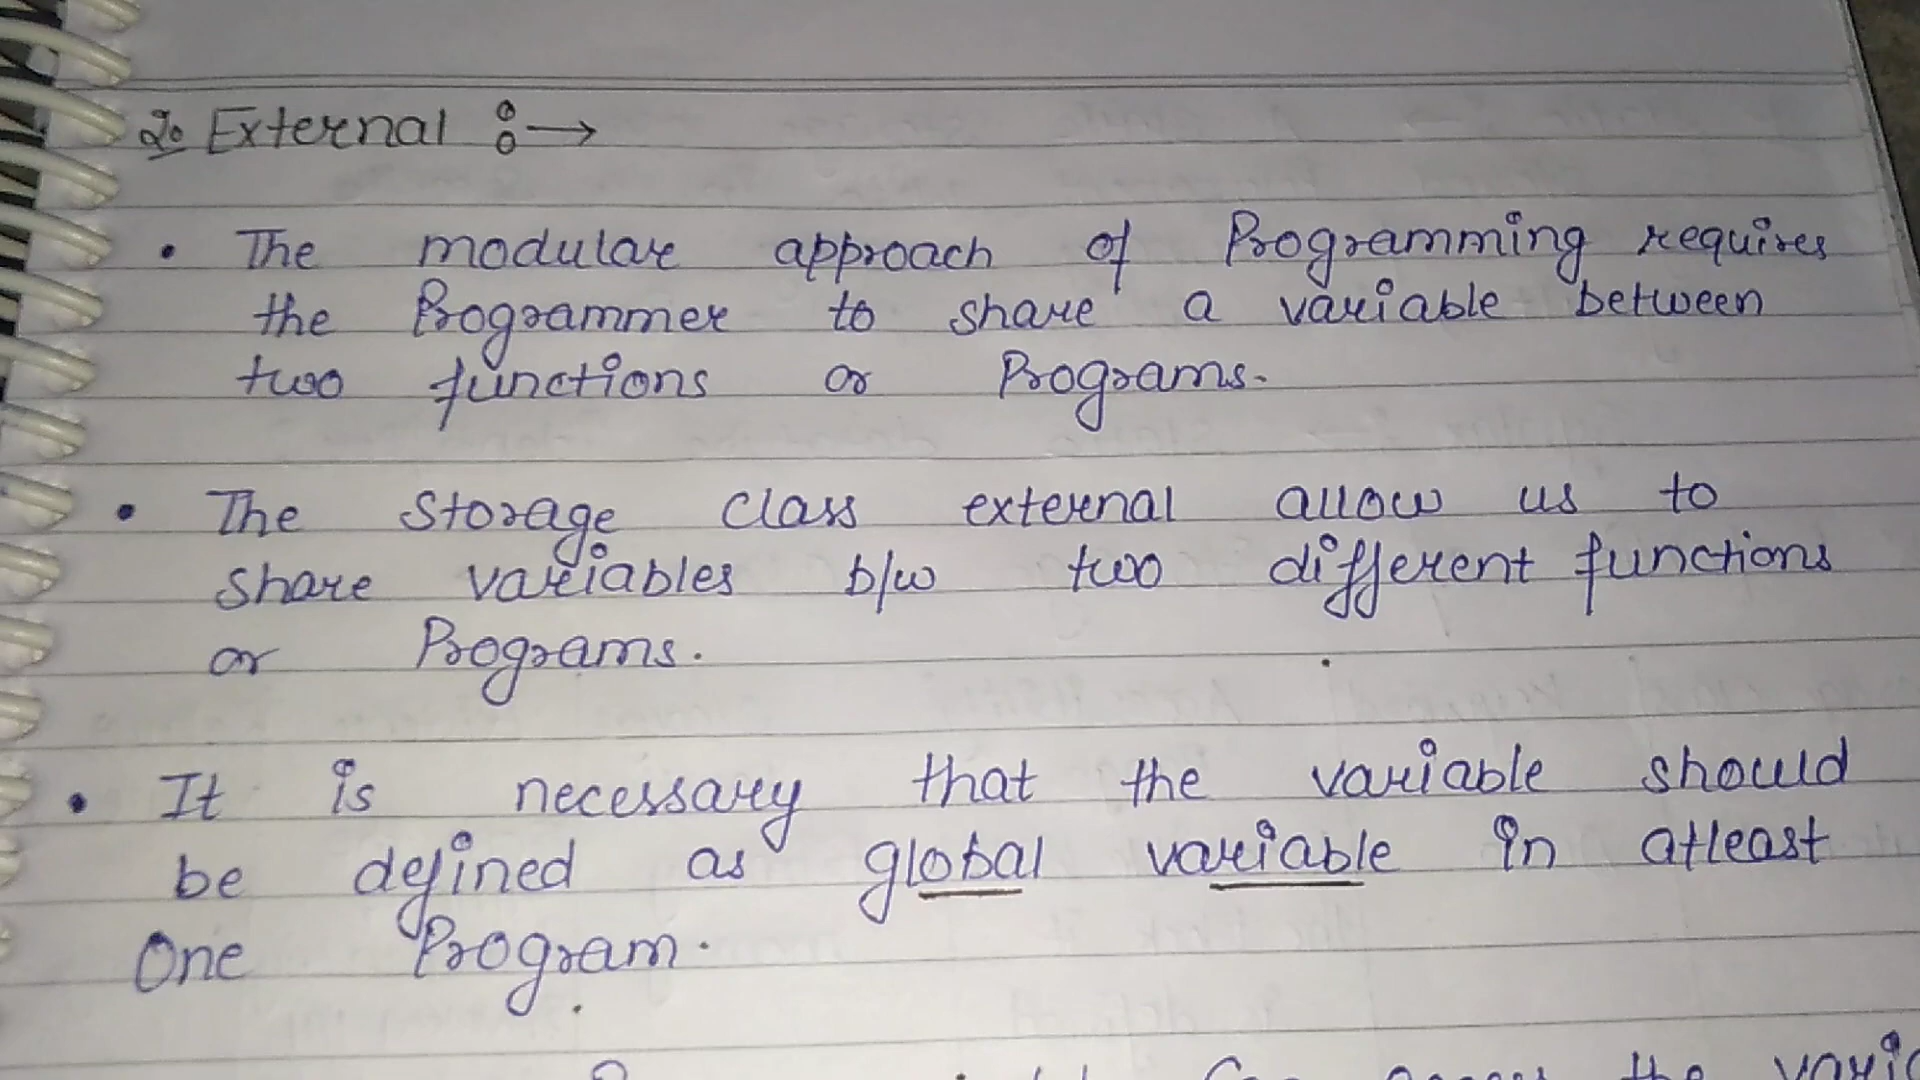 2. External :→
• The modular approach of Programming requires
the Programmer to share a variable between
two functions or Programs.
• The storage class external allow us to
share variables b/w two different functions
or Programs.
• It is necessary that the variable should
be defined as global variable in atleast
One Program.
the